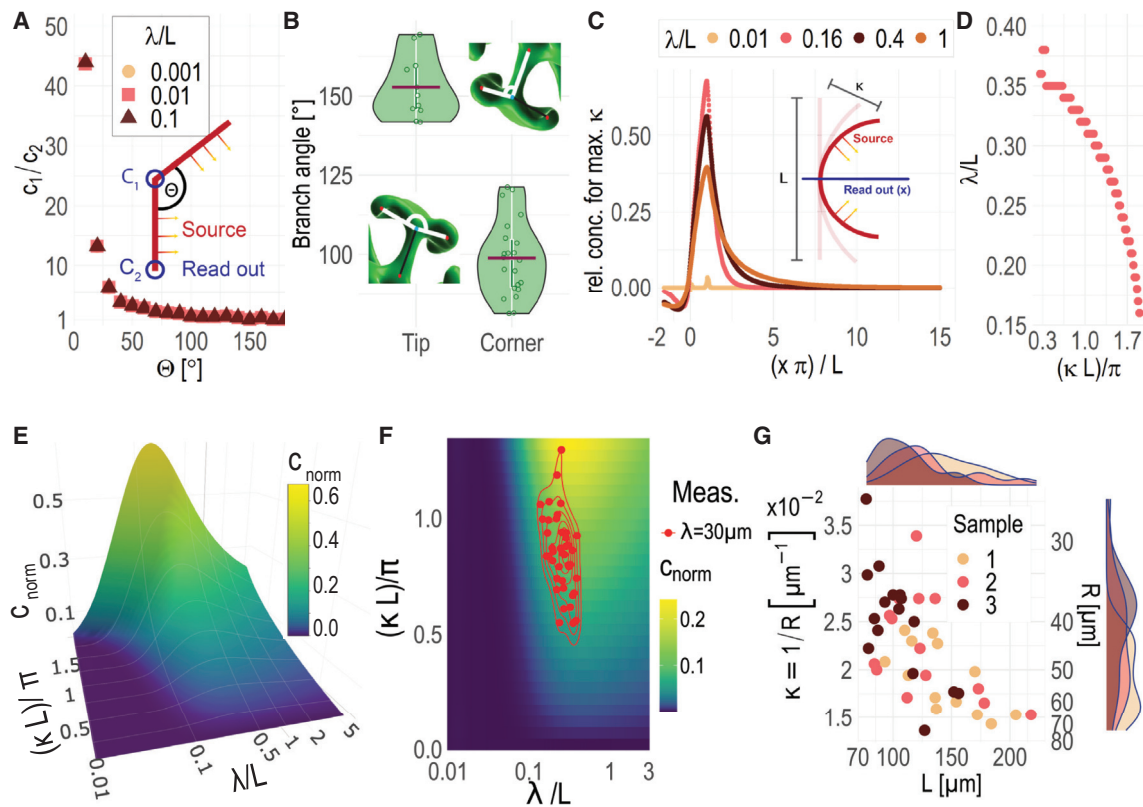 A
λ/L
0.001
0.01
0.1
50
45
40
35
30
25
20
15
10
1
c₁/c₂
C₁
Θ
Source
C₂
Read out
0 50 100 150
Θ [°]
B
Branch angle [°]
150
100
Tip Corner
C
λ/L 0.01 0.16 0.4 1
rel. conc. for max. κ
0.50
0.25
0.00
κ
Source
L
Read out (x)
-2 0 5 10 15
(x π) / L
D
λ/L
0.40
0.35
0.30
0.25
0.20
0.15
0.3 1.0 1.7
(κ L)/π
E
C norm
0.5
0.3
0.1
C norm
0.6
0.4
0.2
0.0
1.5
1
0.5
(κ L)/ π
0.01 0.1 0.5 1 2 5
λ/L
F
(κ L)/π
1.0
0.5
0.0
0.01 0.1 1 3
λ /L
Meas.
λ=30μm
C norm
0.2
0.1
G
κ = 1/R [μm⁻¹]
x10⁻²
3.5
3
2.5
2
1.5
Sample
1
2
3
30
40
50
60
70
80
R [μm]
70 100 150 200
L [μm]